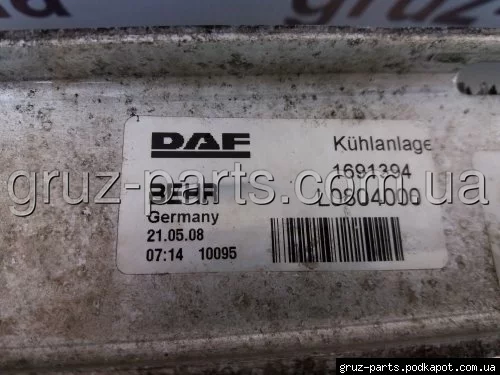 DAF
Kühlanlage
1691394
BEHR
L0804000
Germany
21.05.08
07:14 10095
gruz-parts.com.ua
gruz-parts.podkapot.com.ua